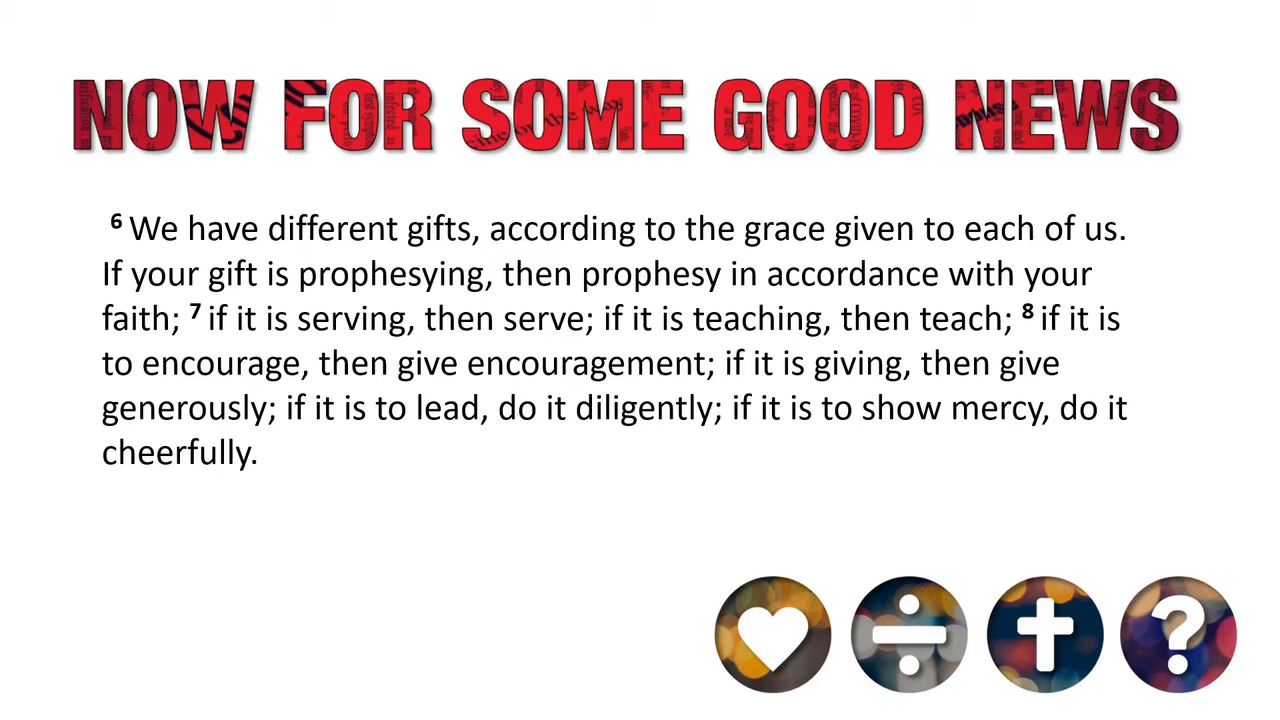 NOW FOR SOME GOOD NEWS
⁶ We have different gifts, according to the grace given to each of us.
If your gift is prophesying, then prophesy in accordance with your
faith; ⁷ if it is serving, then serve; if it is teaching, then teach; ⁸ if it is
to encourage, then give encouragement; if it is giving, then give
generously; if it is to lead, do it diligently; if it is to show mercy, do it
cheerfully.
?